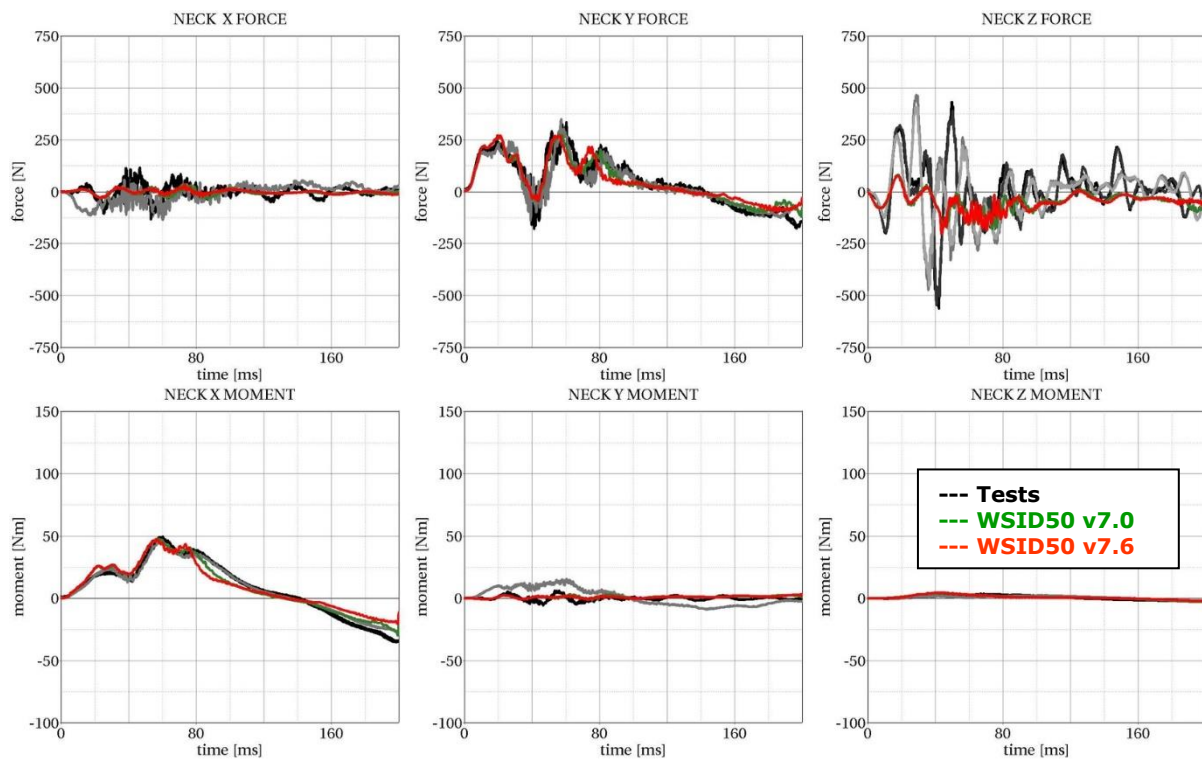 NECK X FORCE
750
500
250
0
-250
-500
-750
force [N]
0
80
160
time [ms]
NECK Y FORCE
750
500
250
0
-250
-500
-750
force [N]
0
80
160
time [ms]
NECK Z FORCE
750
500
250
0
-250
-500
-750
force [N]
0
80
160
time [ms]
NECK X MOMENT
150
100
50
0
-50
-100
moment [Nm]
0
80
160
time [ms]
NECK Y MOMENT
150
100
50
0
-50
-100
moment [Nm]
0
80
160
time [ms]
NECK Z MOMENT
150
100
50
0
-50
-100
moment [Nm]
0
80
160
time [ms]
--- Tests
--- WSID50 v7.0
--- WSID50 v7.6